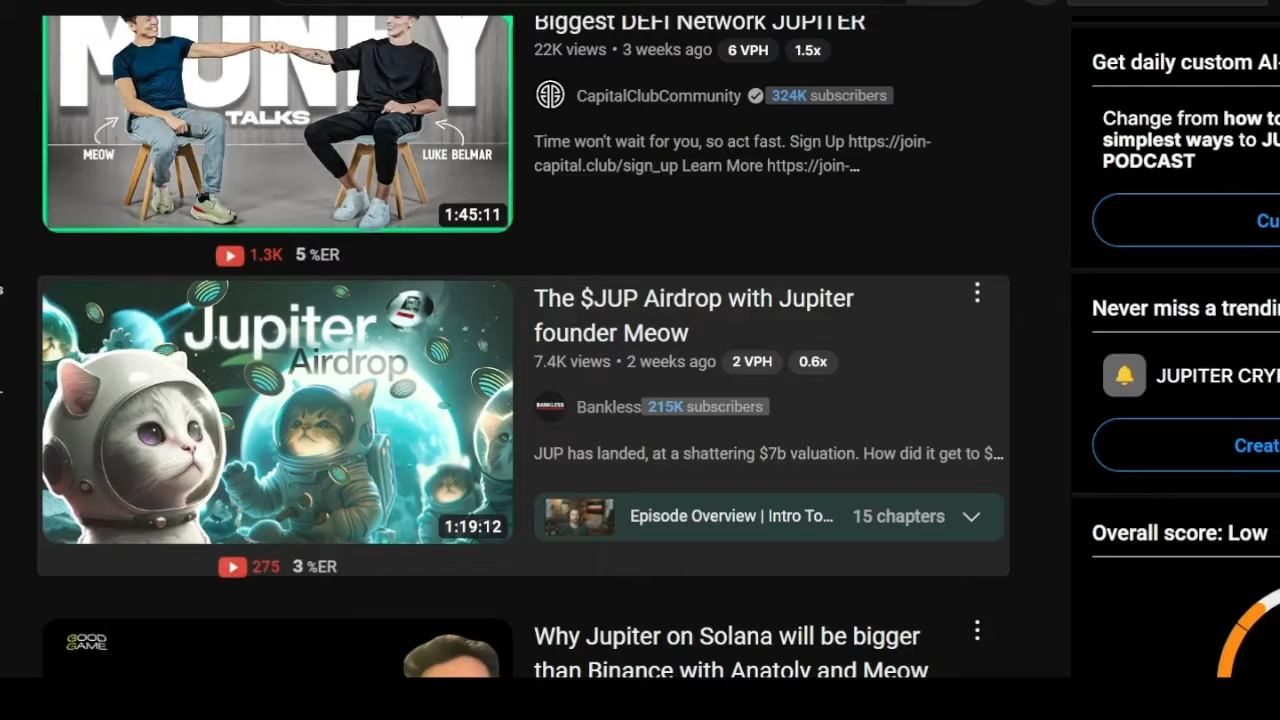 Biggest DEFI Network JUPITER
22K views • 3 weeks ago 6 VPH 1.5x
CapitalClubCommunity 324K subscribers
Time won't wait for you, so act fast. Sign Up https://join-
capital.club/sign_up Learn More https://join-...
MONEY
TALKS
MEOW
LUKE BELMAR
1:45:11
1.3K 5 %ER
Jupiter
Airdrop
1:19:12
275 3 %ER
The $JUP Airdrop with Jupiter
founder Meow
7.4K views • 2 weeks ago 2 VPH 0.6x
BANKLESS
Bankless 215K subscribers
JUP has landed, at a shattering $7b valuation. How did it get to $...
Episode Overview | Intro To... 15 chapters
GOOD
GAME
Why Jupiter on Solana will be bigger
than Binance with Anatoly and Meow
Get daily custom AI-
Change from how to
simplest ways to JU
PODCAST
Cu
Never miss a trendi
JUPITER CRY
Creat
Overall score: Low